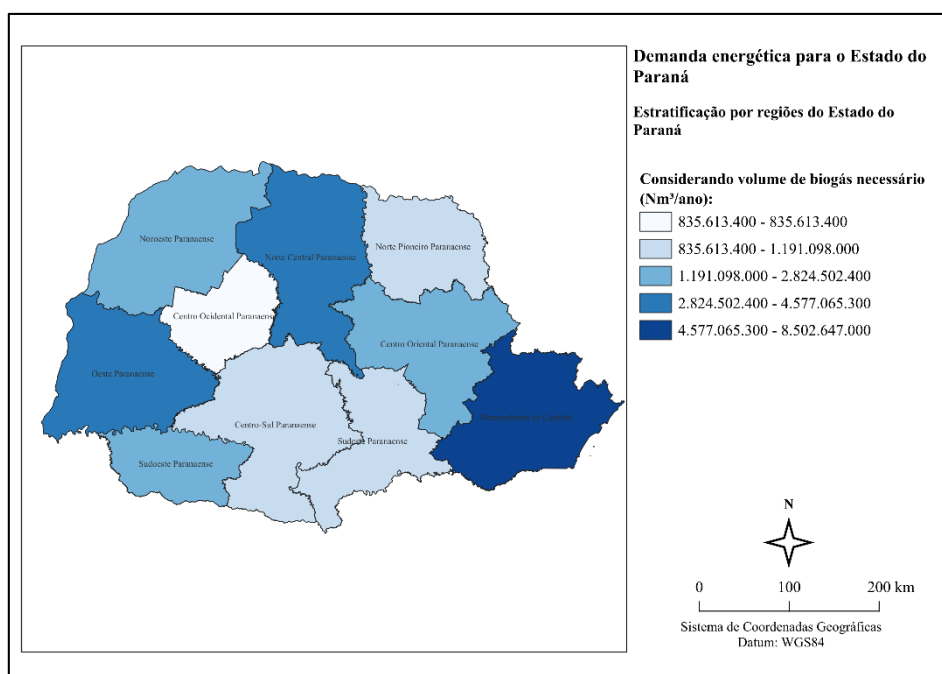 Demanda energética para o Estado do
Paraná
Estratificação por regiões do Estado do
Paraná
Considerando volume de biogás necessário
(Nm³/ano):
835.613.400 - 835.613.400
835.613.400 - 1.191.098.000
1.191.098.000 - 2.824.502.400
2.824.502.400 - 4.577.065.300
4.577.065.300 - 8.502.647.000
Noroeste Paranaense
Norte Central Paranaense
Norte Pioneiro Paranaense
Centro Ocidental Paranaens
Centro Oriental Paranaense
Oeste Paranaense
Centro-Sul Paranaense
Sudeste Paranaense
Metropolitana de Curitiba
Sudoeste Paranaense
N
0 100 200 km
Sistema de Coordenadas Geográficas
Datum: WGS84